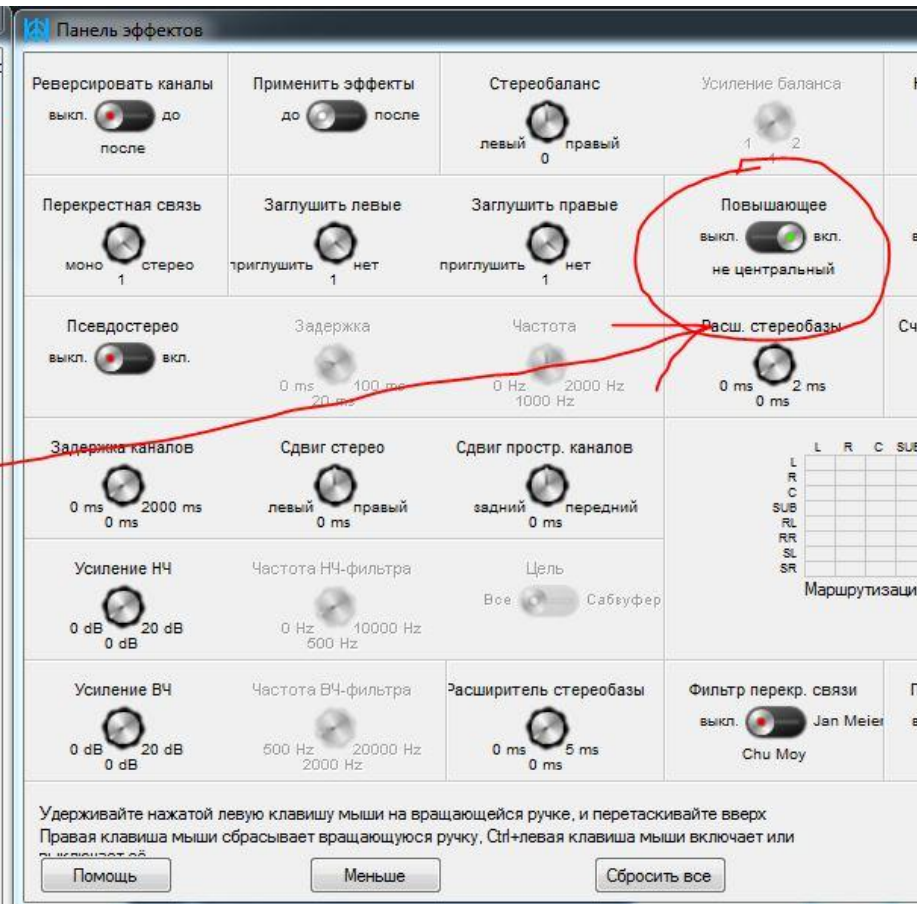 Панель эффектов
Реверсировать каналы
выкл. до
после
Применить эффекты
до после
Стереобаланс
левый правый
0
Усиление баланса
1 2
1
Перекрестная связь
моно стерео
1
Заглушить левые
приглушить нет
1
Заглушить правые
приглушить нет
1
Повышающее
выкл. вкл.
не центральный
Псевдостерео
выкл. вкл.
Задержка
0 ms 100 ms
20 ms
Частота
0 Hz 2000 Hz
1000 Hz
Расш. стереобазы
0 ms 2 ms
0 ms
Сч
Задержка каналов
0 ms 2000 ms
0 ms
Сдвиг стерео
левый правый
0 ms
Сдвиг простр. каналов
задний передний
0 ms
L R C SUB
L
R
C
SUB
RL
RR
SL
SR
Маршрутизаци
Усиление НЧ
0 dB 20 dB
0 dB
Частота НЧ-фильтра
0 Hz 10000 Hz
500 Hz
Цель
Все Сабвуфер
Усиление ВЧ
0 dB 20 dB
0 dB
Частота ВЧ-фильтра
500 Hz 20000 Hz
2000 Hz
Расширитель стереобазы
0 ms 5 ms
0 ms
Фильтр перекр. связи
выкл. Jan Meier
Chu Moy
Удерживайте нажатой левую клавишу мыши на вращающейся ручке, и перетаскивайте вверх
Правая клавиша мыши сбрасывает вращающуюся ручку, Ctrl+левая клавиша мыши включает или
выключает её
Помощь
Меньше
Сбросить все